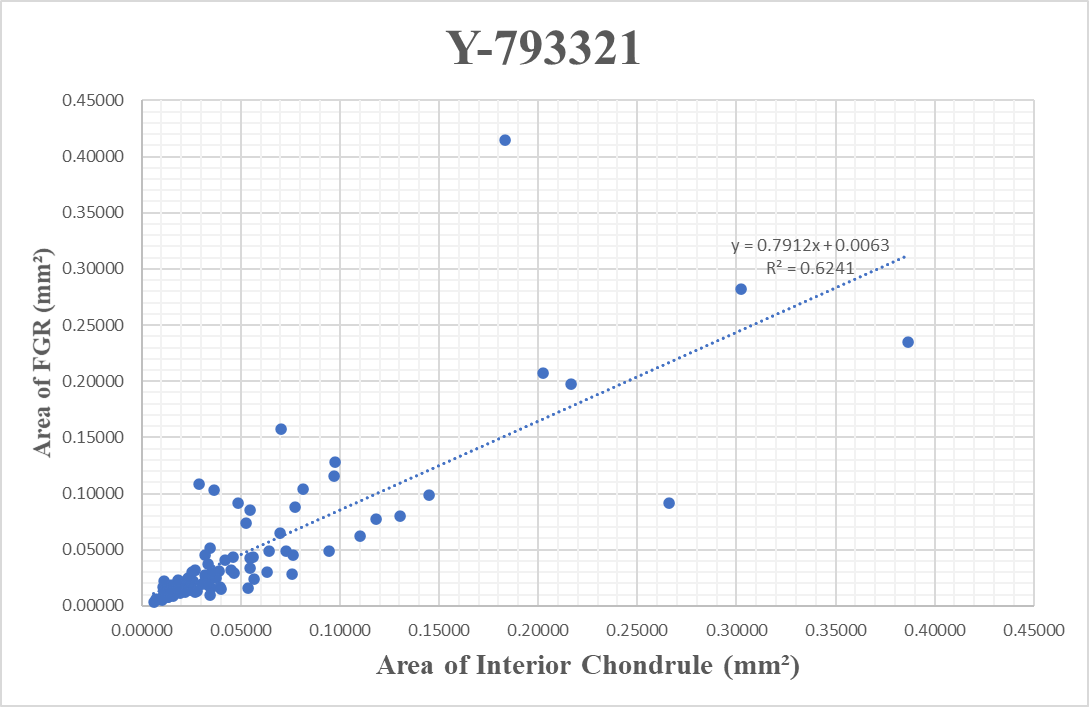 Y-793321
0.45000
0.40000
0.35000
0.30000
0.25000
0.20000
0.15000
0.10000
0.05000
0.00000
Area of FGR (mm²)
y = 0.7912x + 0.0063
R² = 0.6241
0.00000 0.05000 0.10000 0.15000 0.20000 0.25000 0.30000 0.35000 0.40000 0.45000
Area of Interior Chondrule (mm²)